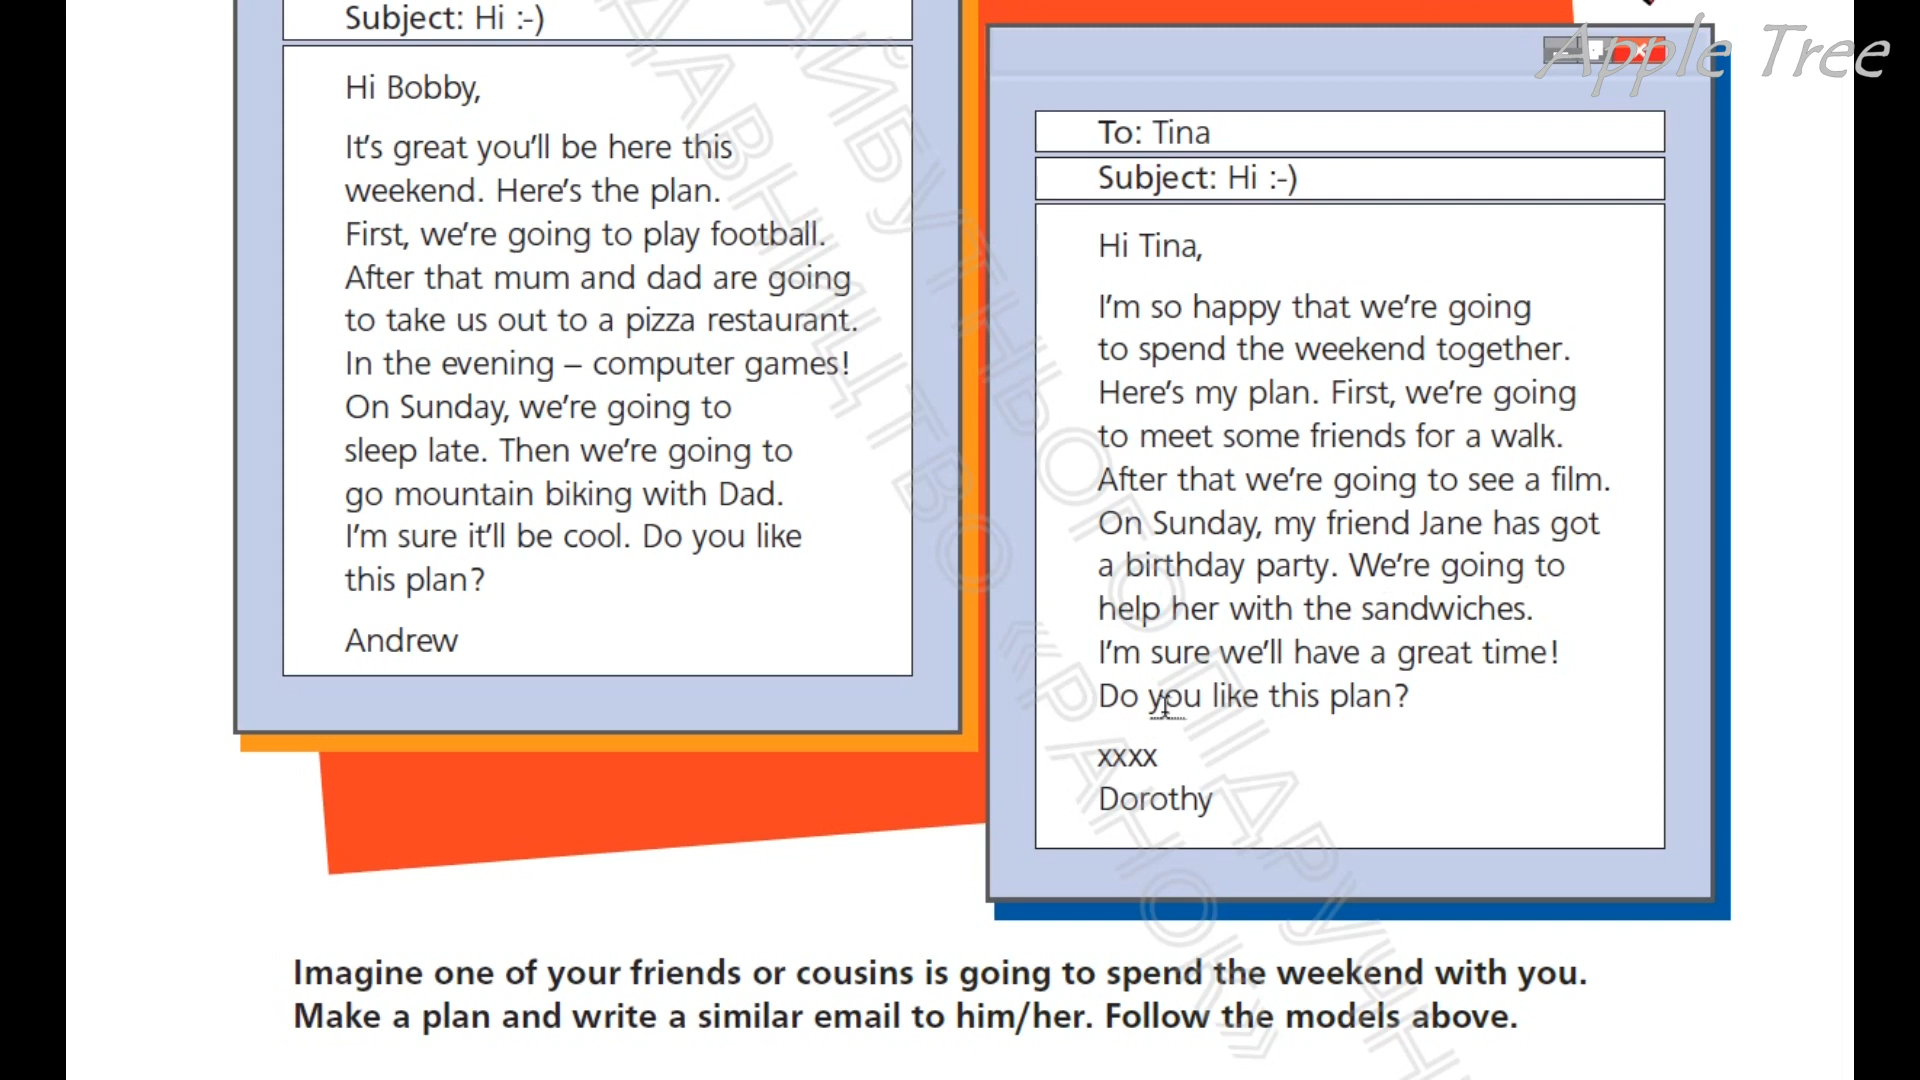 Subject: Hi :-)
Hi Bobby,
It's great you'll be here this
weekend. Here's the plan.
First, we're going to play football.
After that mum and dad are going
to take us out to a pizza restaurant.
In the evening – computer games!
On Sunday, we're going to
sleep late. Then we're going to
go mountain biking with Dad.
I'm sure it'll be cool. Do you like
this plan?
Andrew
Apple Tree
To: Tina
Subject: Hi :-)
Hi Tina,
I'm so happy that we're going
to spend the weekend together.
Here's my plan. First, we're going
to meet some friends for a walk.
After that we're going to see a film.
On Sunday, my friend Jane has got
a birthday party. We're going to
help her with the sandwiches.
I'm sure we'll have a great time!
Do you like this plan?
xxxx
Dorothy
Imagine one of your friends or cousins is going to spend the weekend with you.
Make a plan and write a similar email to him/her. Follow the models above.